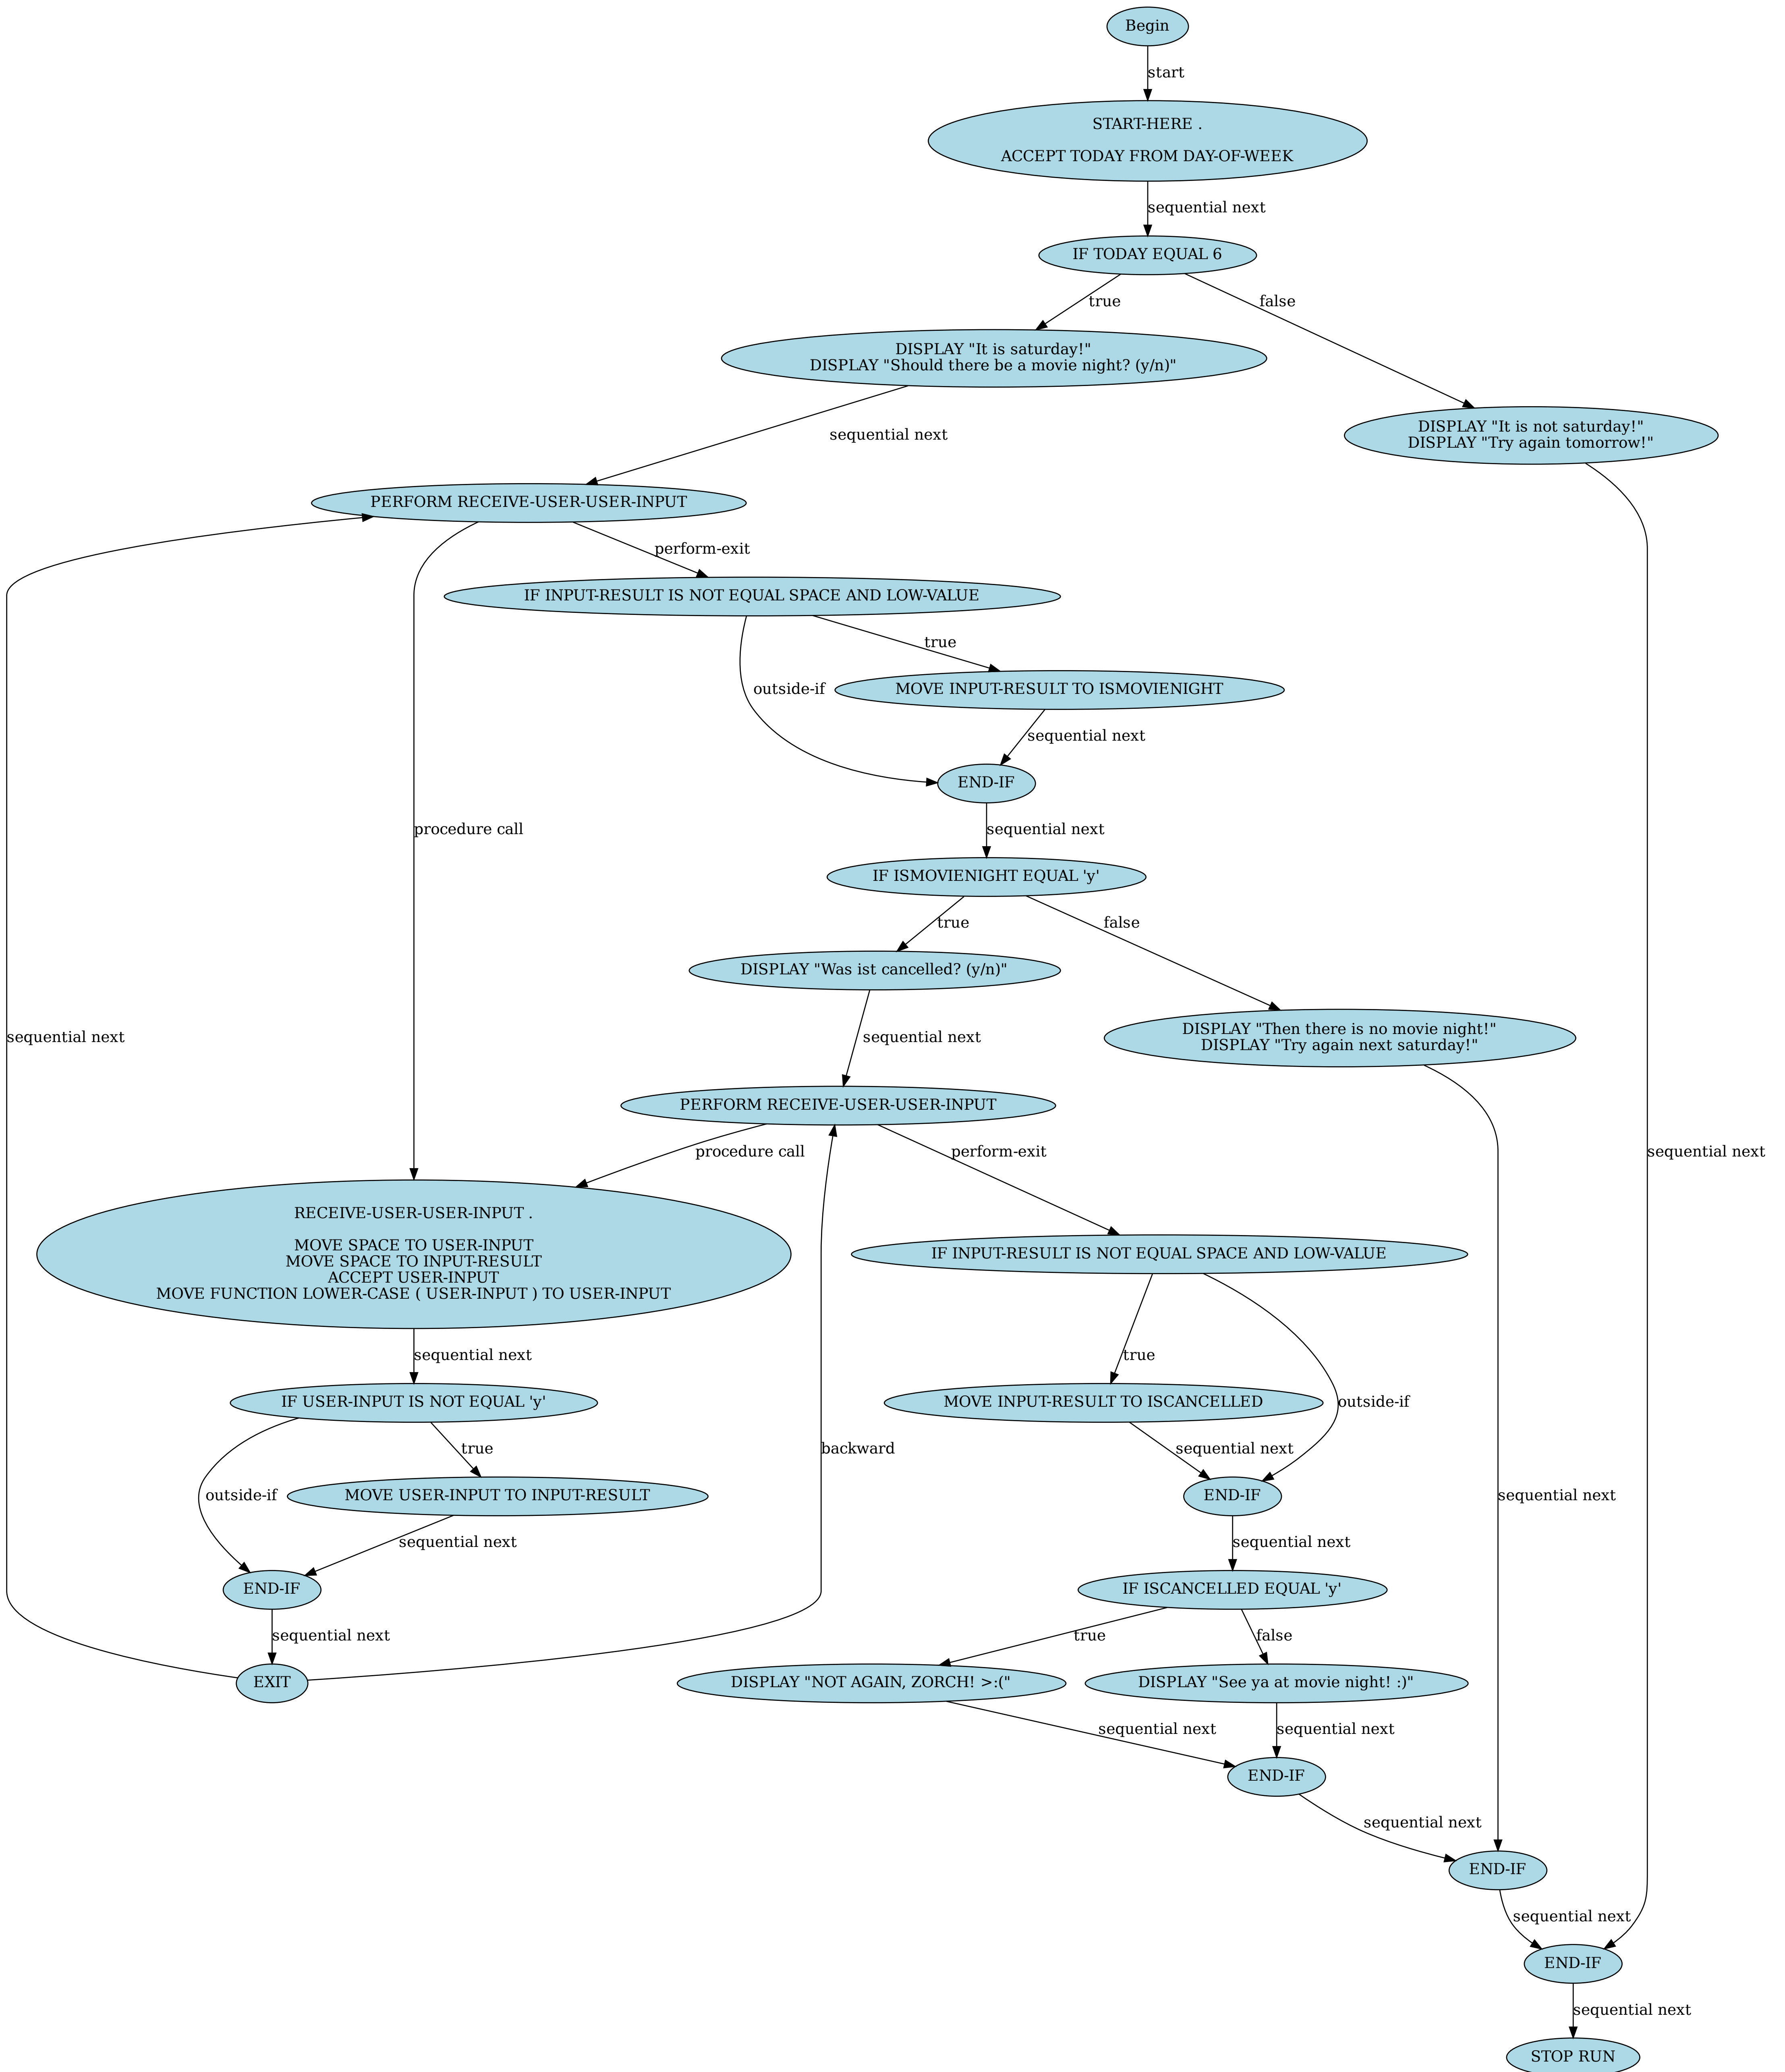 Begin
start
START-HERE .
ACCEPT TODAY FROM DAY-OF-WEEK
sequential next
IF TODAY EQUAL 6
true
false
DISPLAY "It is saturday!"
DISPLAY "Should there be a movie night? (y/n)"
DISPLAY "It is not saturday!"
DISPLAY "Try again tomorrow!"
sequential next
PERFORM RECEIVE-USER-USER-INPUT
perform-exit
IF INPUT-RESULT IS NOT EQUAL SPACE AND LOW-VALUE
true
outside-if
MOVE INPUT-RESULT TO ISMOVIENIGHT
sequential next
END-IF
procedure call
sequential next
IF ISMOVIENIGHT EQUAL 'y'
true
false
DISPLAY "Was ist cancelled? (y/n)"
sequential next
sequential next
DISPLAY "Then there is no movie night!"
DISPLAY "Try again next saturday!"
PERFORM RECEIVE-USER-USER-INPUT
procedure call
perform-exit
sequential next
RECEIVE-USER-USER-INPUT .
MOVE SPACE TO USER-INPUT
MOVE SPACE TO INPUT-RESULT
ACCEPT USER-INPUT
MOVE FUNCTION LOWER-CASE ( USER-INPUT ) TO USER-INPUT
IF INPUT-RESULT IS NOT EQUAL SPACE AND LOW-VALUE
sequential next
true
IF USER-INPUT IS NOT EQUAL 'y'
MOVE INPUT-RESULT TO ISCANCELLED
outside-if
true
backward
sequential next
outside-if
MOVE USER-INPUT TO INPUT-RESULT
END-IF
sequential next
sequential next
sequential next
END-IF
IF ISCANCELLED EQUAL 'y'
sequential next
true
false
EXIT
DISPLAY "NOT AGAIN, ZORCH! >:("
DISPLAY "See ya at movie night! :)"
sequential next
sequential next
END-IF
sequential next
END-IF
sequential next
END-IF
sequential next
STOP RUN